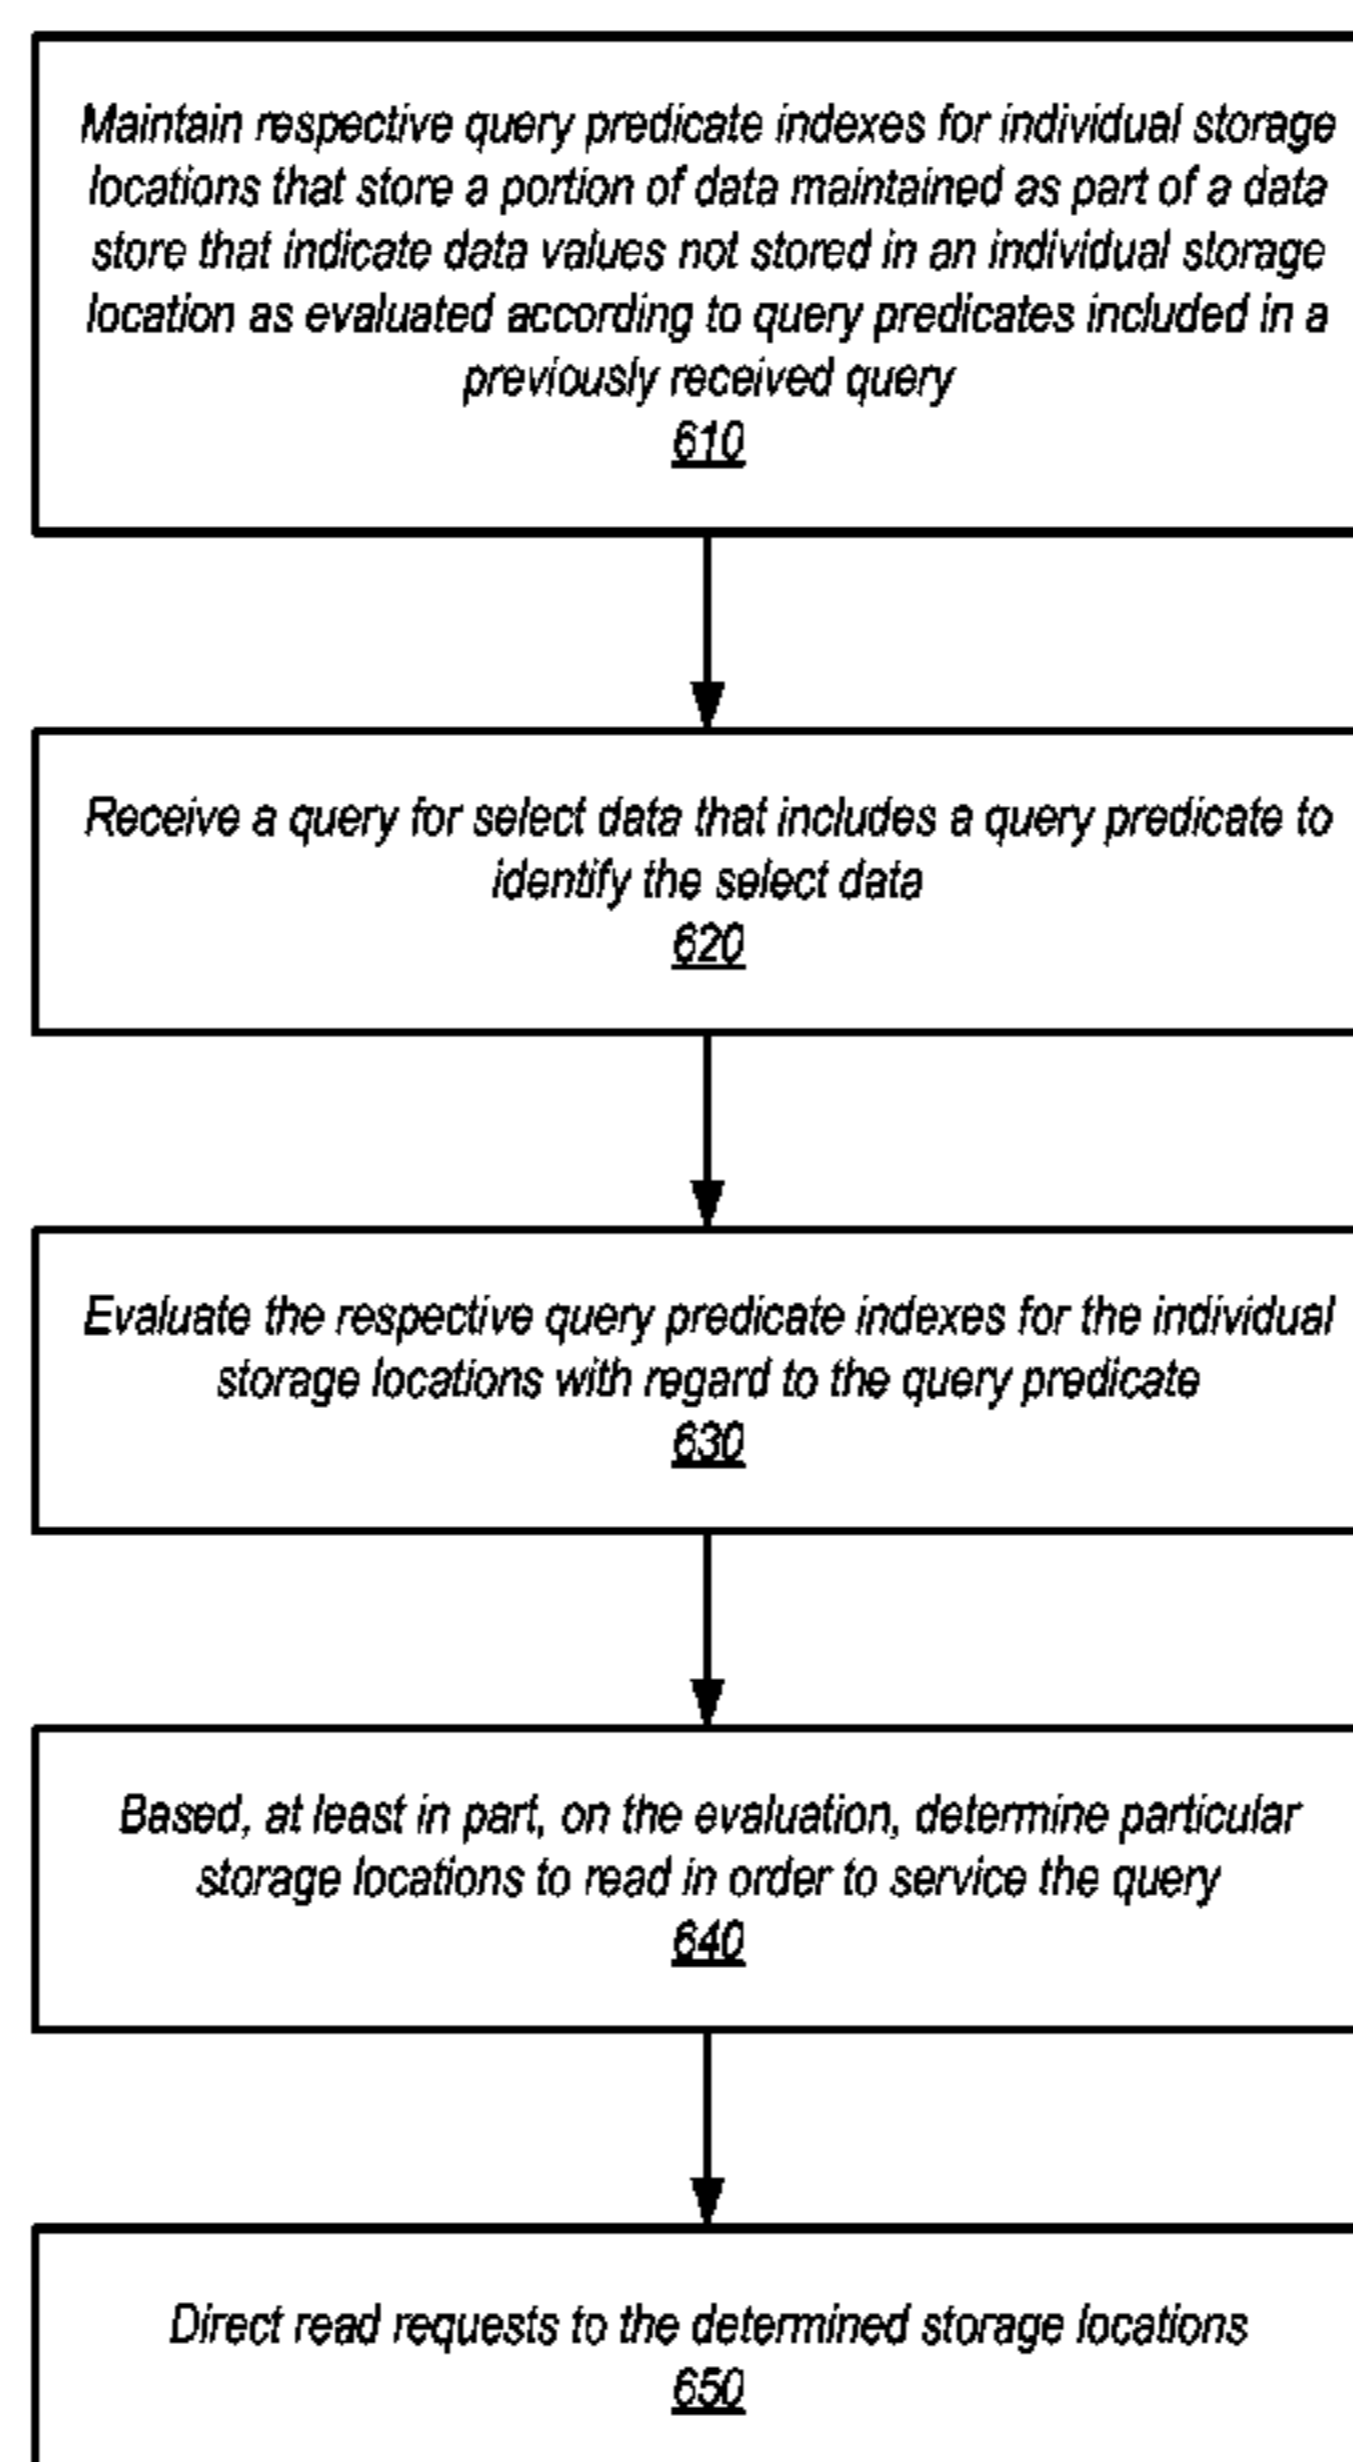 Maintain respective query predicate indexes for individual storage
locations that store a portion of data maintained as part of a data
store that indicate data values not stored in an individual storage
location as evaluated according to query predicates included in a
previously received query
610
Receive a query for select data that includes a query predicate to
identify the select data
620
Evaluate the respective query predicate indexes for the individual
storage locations with regard to the query predicate
630
Based, at least in part, on the evaluation, determine particular
storage locations to read in order to service the query
640
Direct read requests to the determined storage locations
650